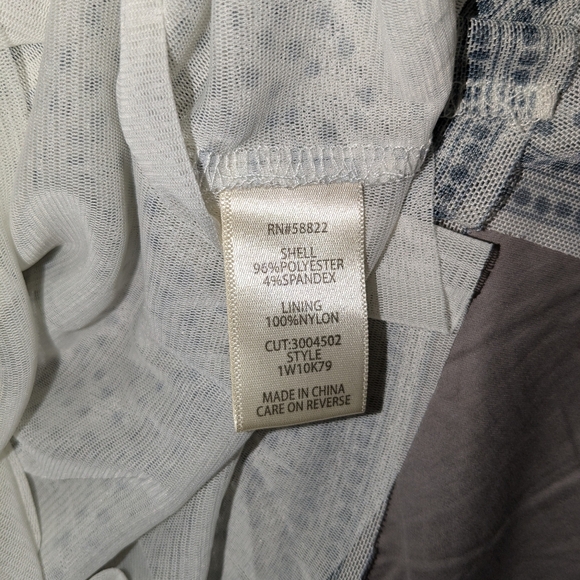 RN#58822
SHELL
96%POLYESTER
4%SPANDEX
LINING
100%NYLON
CUT:3004502
STYLE
1W10K79
MADE IN CHINA
CARE ON REVERSE